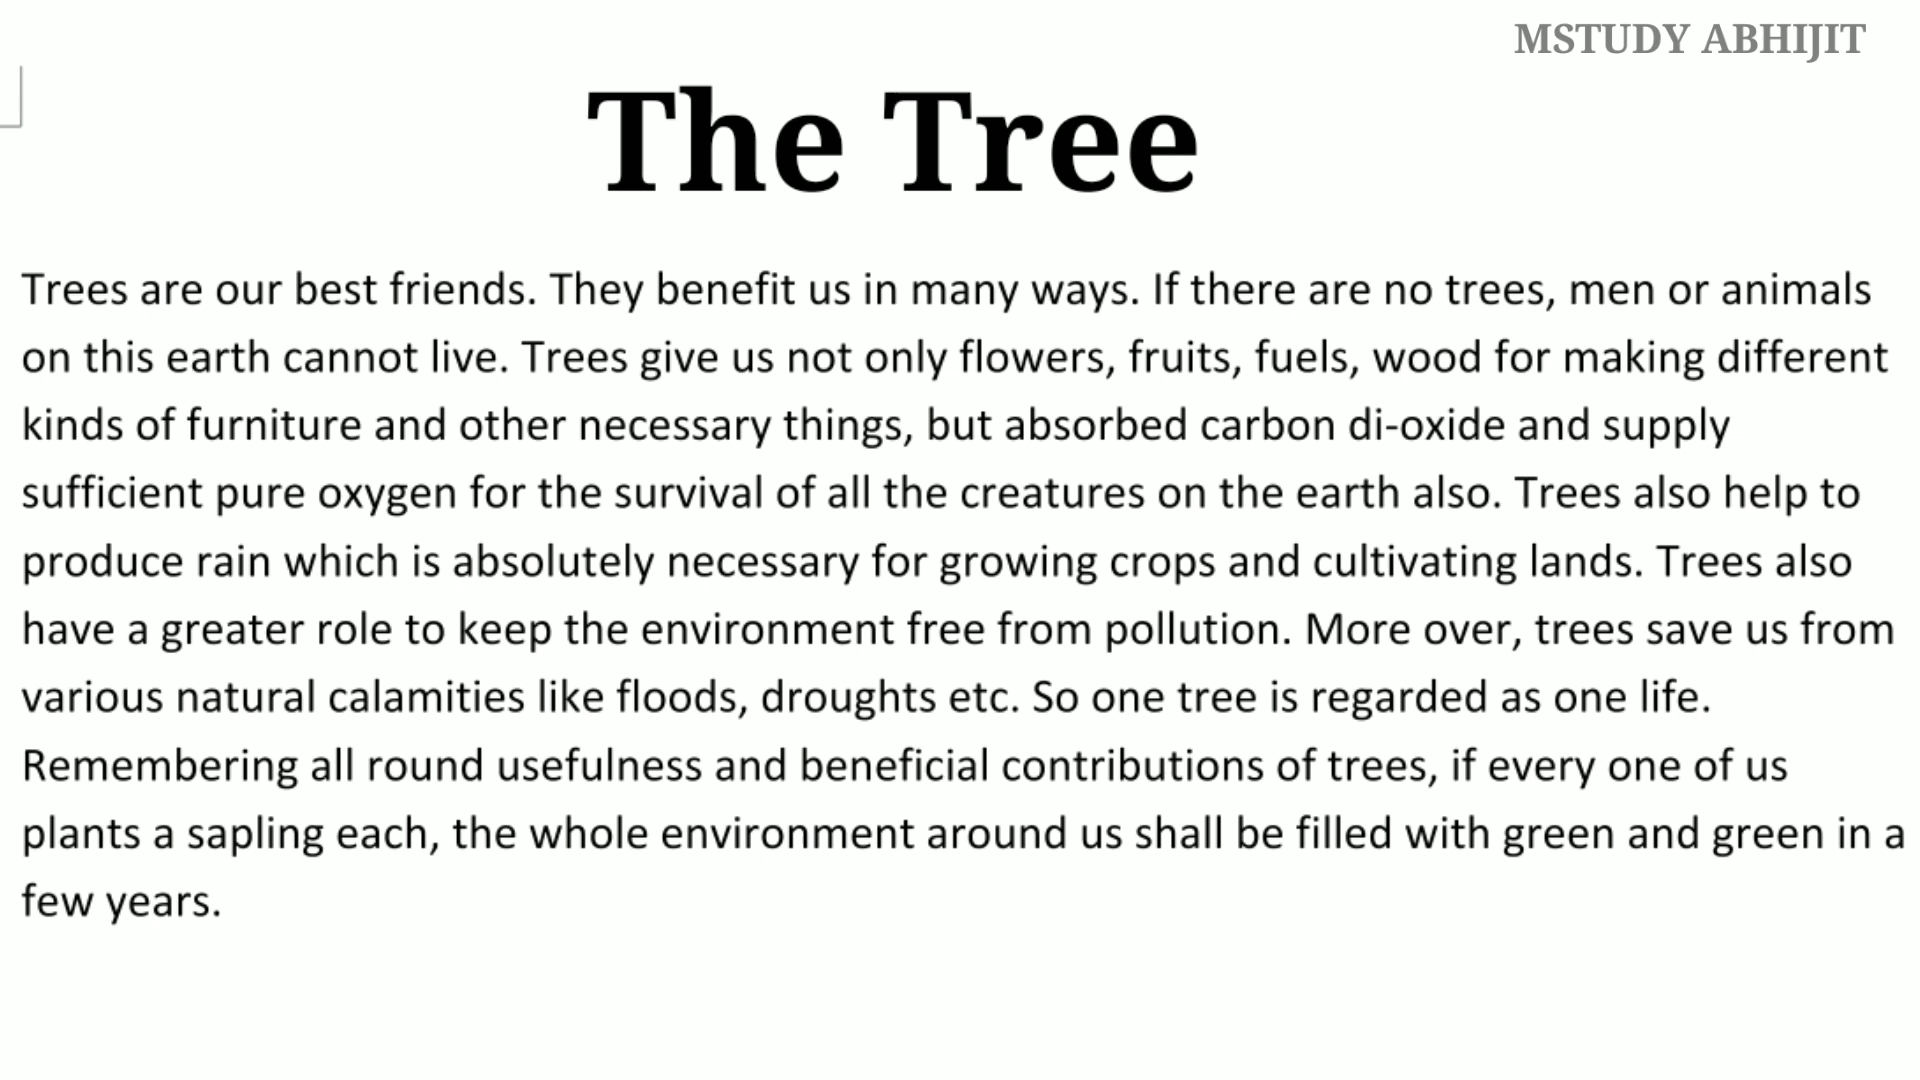 MSTUDY ABHIJIT
The Tree
Trees are our best friends. They benefit us in many ways. If there are no trees, men or animals
on this earth cannot live. Trees give us not only flowers, fruits, fuels, wood for making different
kinds of furniture and other necessary things, but absorbed carbon di-oxide and supply
sufficient pure oxygen for the survival of all the creatures on the earth also. Trees also help to
produce rain which is absolutely necessary for growing crops and cultivating lands. Trees also
have a greater role to keep the environment free from pollution. More over, trees save us from
various natural calamities like floods, droughts etc. So one tree is regarded as one life.
Remembering all round usefulness and beneficial contributions of trees, if every one of us
plants a sapling each, the whole environment around us shall be filled with green and green in a
few years.